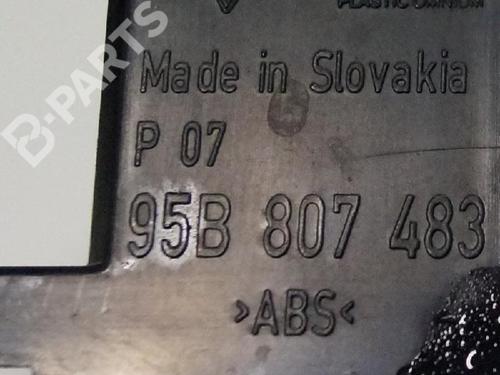 PLASTIC OMNIUM
Made in Slovakia
B-PARTS
P 07
95B 807 483
>ABS<